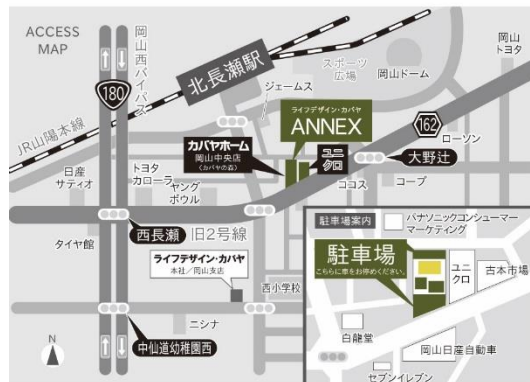 ACCESS
MAP
180
岡山西バイパス
JR山陽本線
北長瀬駅
ジェームス
スポーツ
広場
岡山ドーム
岡山
トヨタ
ライフデザイン・カバヤ
ANNEX
162
ローソン
カバヤホーム
岡山中央店
(カバヤの森)
ユニ
クロ
大野辻
日産
サティオ
トヨタ
カローラ
ヤング
ボウル
ココス
コープ
西長瀬
旧2号線
タイヤ館
ライフデザイン・カバヤ
本社/岡山支店
西小学校
ニシナ
中仙道幼稚園西
N
駐車場案内
パナソニックコンシューマー
マーケティング
駐車場
こちらに車をお停めください。
ユニ
クロ
古本市場
白龍堂
岡山日産自動車
セブンイレブン